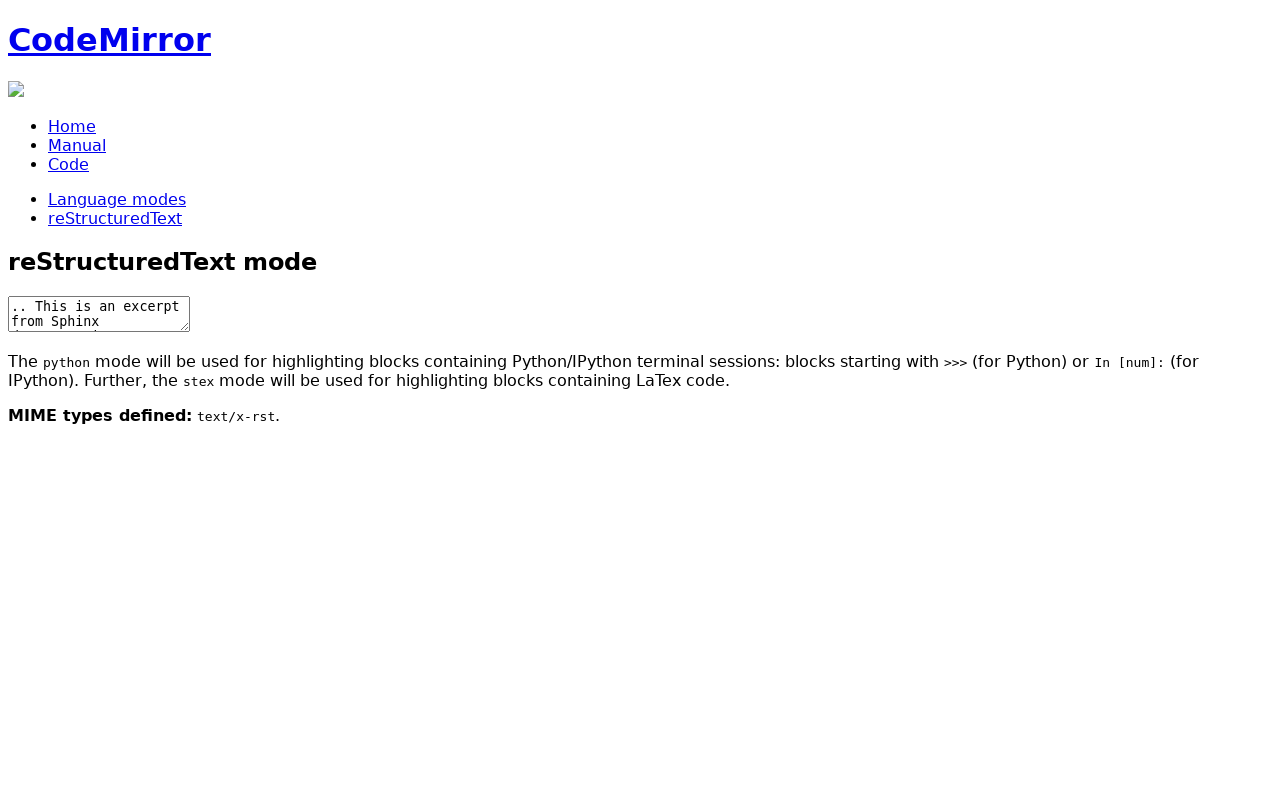 CodeMirror
Home
Manual
Code
Language modes
reStructuredText
reStructuredText mode
.. This is an excerpt
from Sphinx
The python mode will be used for highlighting blocks containing Python/IPython terminal sessions: blocks starting with >>> (for Python) or In [num]: (for
IPython). Further, the stex mode will be used for highlighting blocks containing LaTex code.
MIME types defined: text/x-rst.